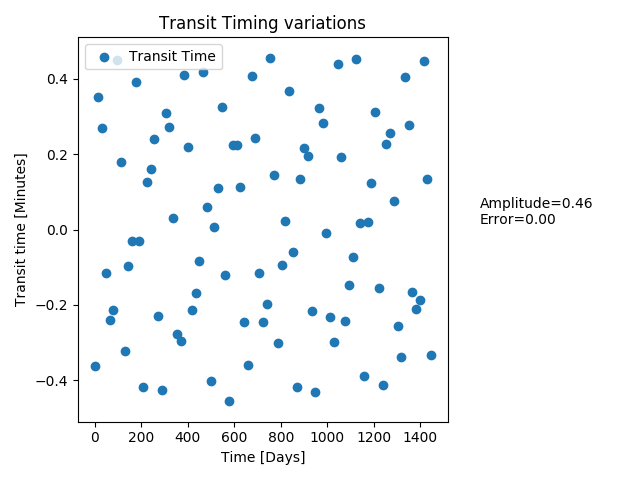 Transit Timing variations
Transit Time
Transit time [Minutes]
0.4
0.2
0.0
−0.2
−0.4
0 200 400 600 800 1000 1200 1400
Time [Days]
Amplitude=0.46
Error=0.00